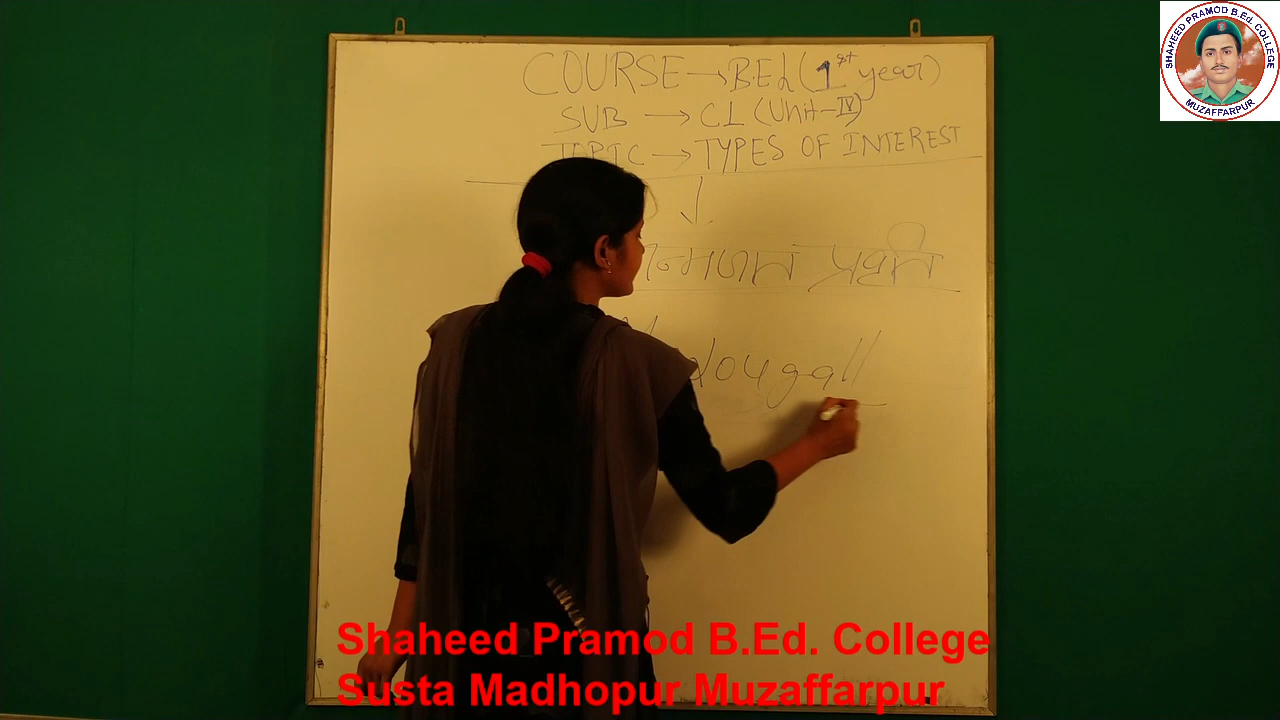 SHAHEED PRAMOD B.Ed. COLLEGE
MUZAFFARPUR
COURSE → B.Ed (1st year)
SUB → C1 (Unit-IV)
TOPIC → TYPES OF INTEREST
↓
जन्मजात प्रवृति
dougall
Shaheed Pramod B.Ed. College
Susta Madhopur Muzaffarpur